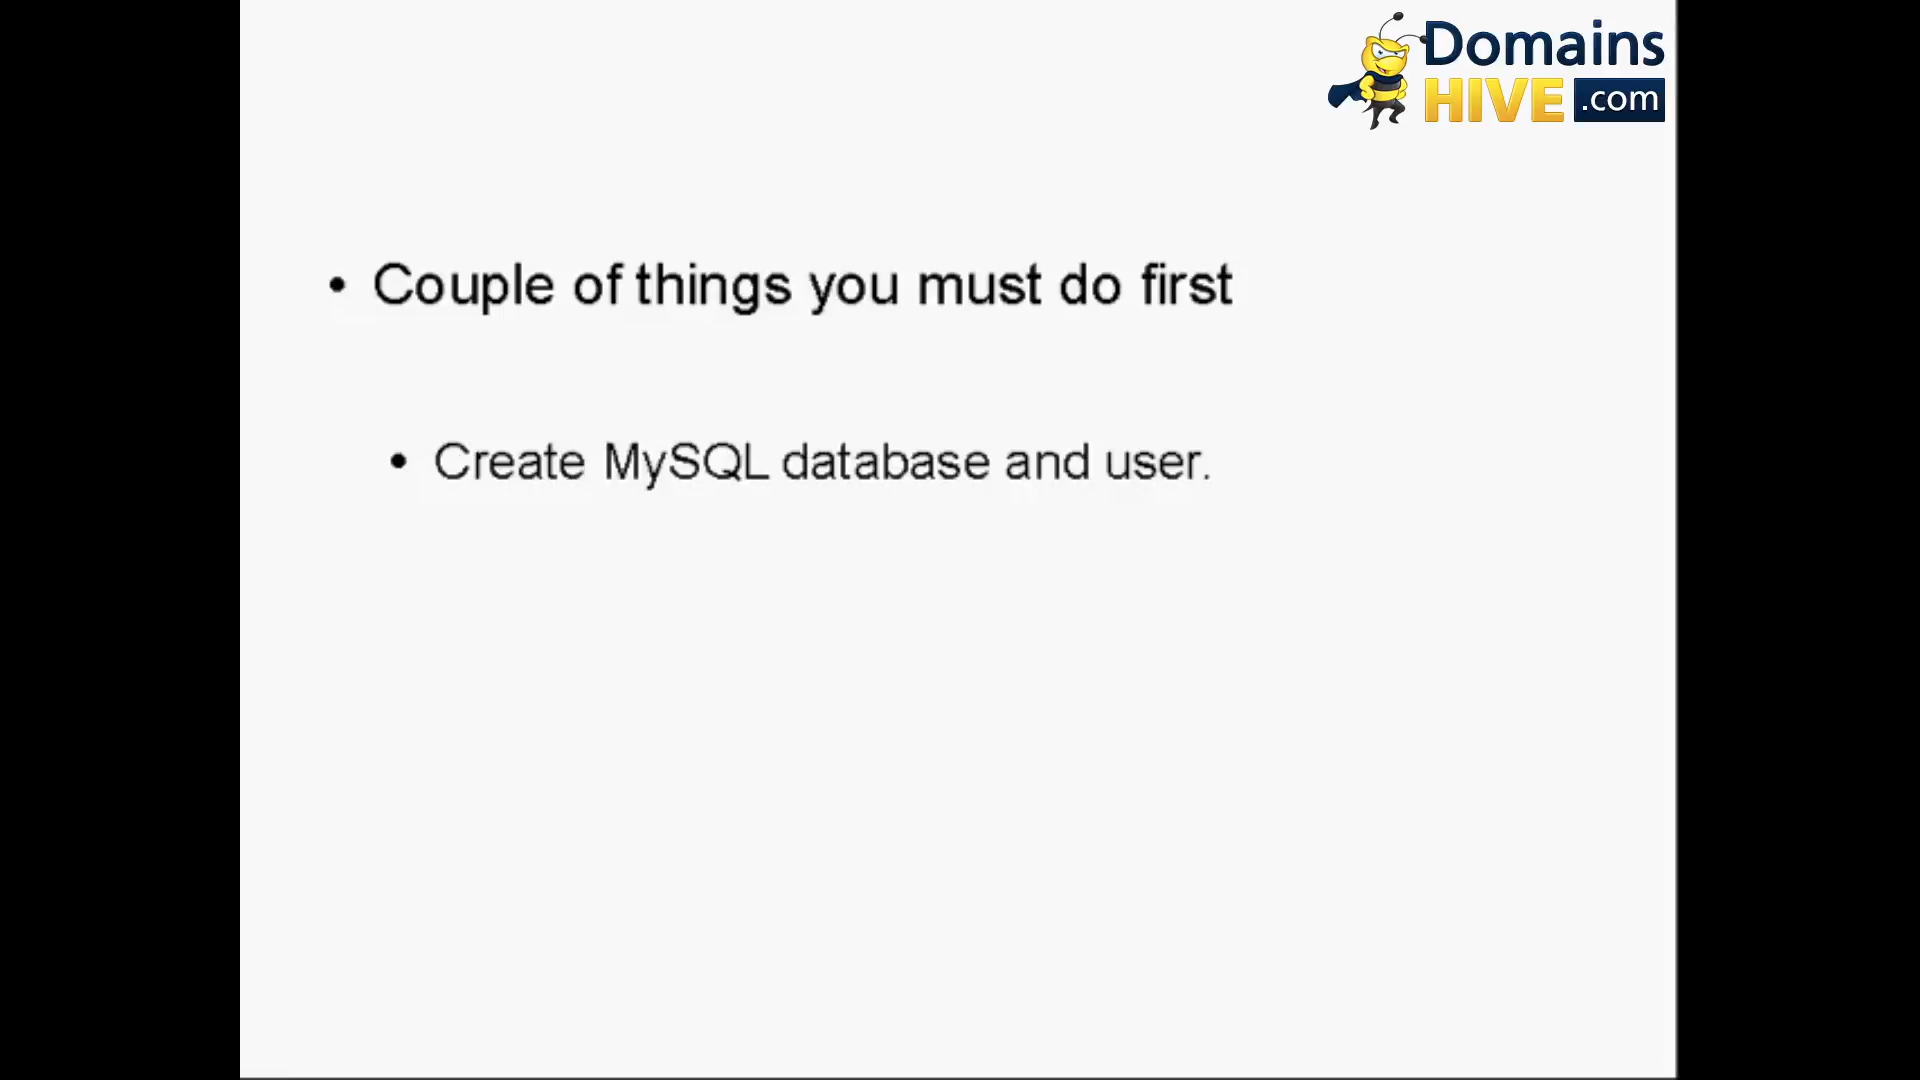 Domains
HIVE .com
• Couple of things you must do first
• Create MySQL database and user.